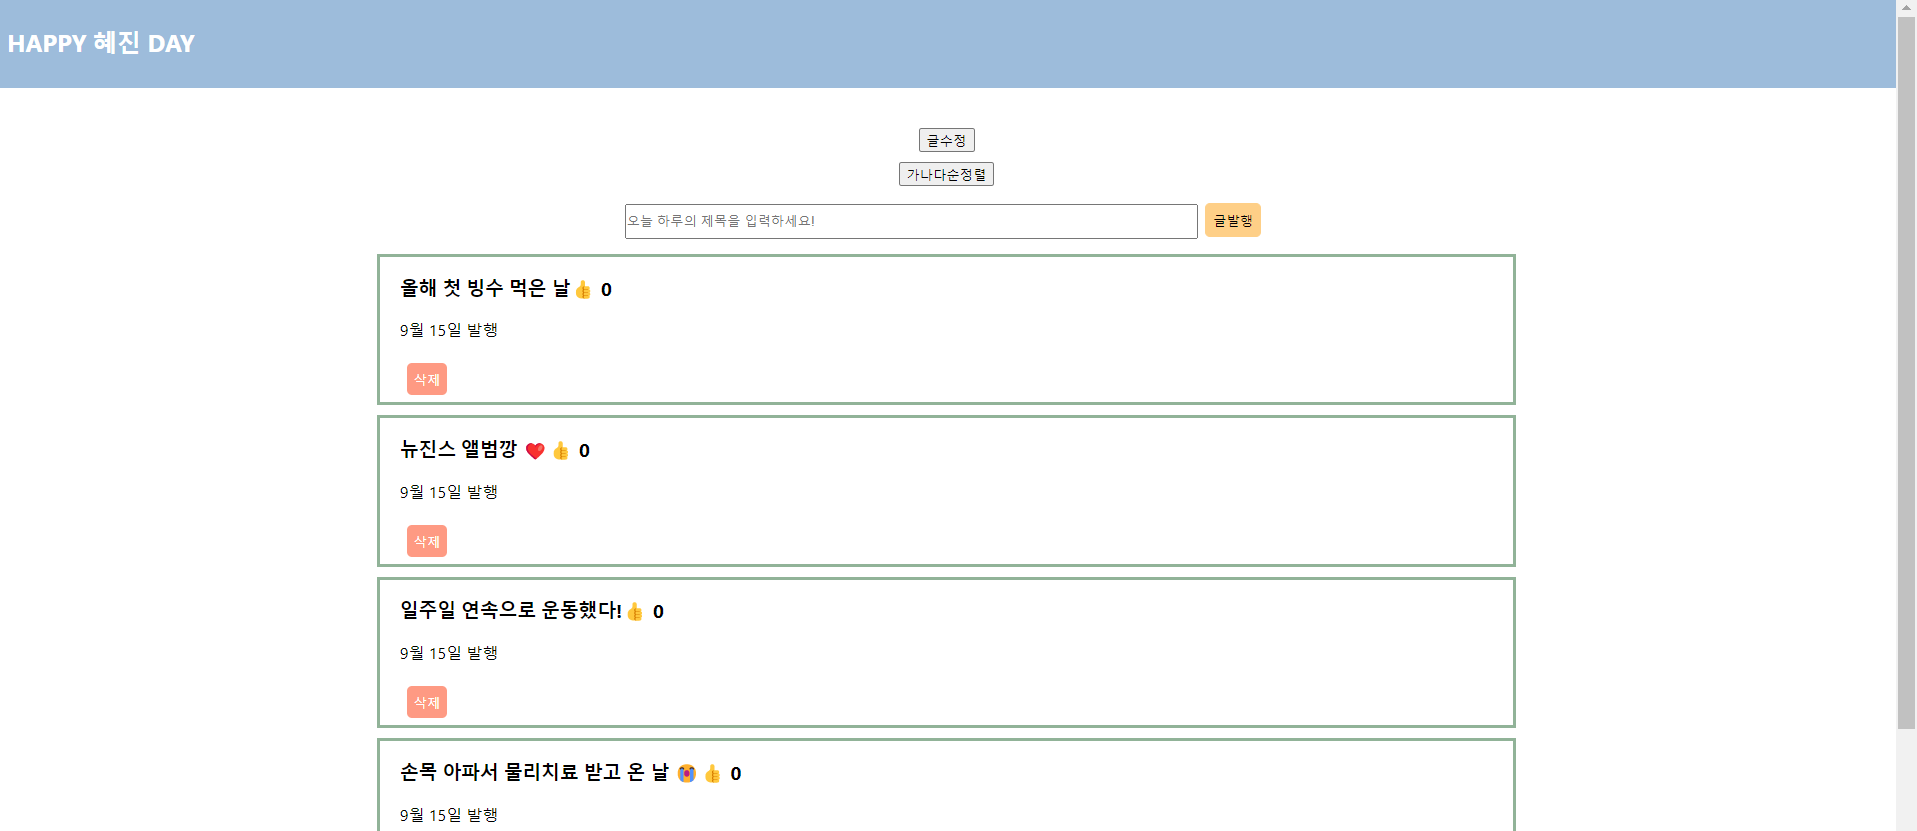 HAPPY 혜진 DAY
글수정
가나다순정렬
오늘 하루의 제목을 입력하세요! 글발행
올해 첫 빙수 먹은 날👍 0
9월 15일 발행
삭제
뉴진스 앨범깡 ❤️ 👍 0
9월 15일 발행
삭제
일주일 연속으로 운동했다!👍 0
9월 15일 발행
삭제
손목 아파서 물리치료 받고 온 날 😭 👍 0
9월 15일 발행